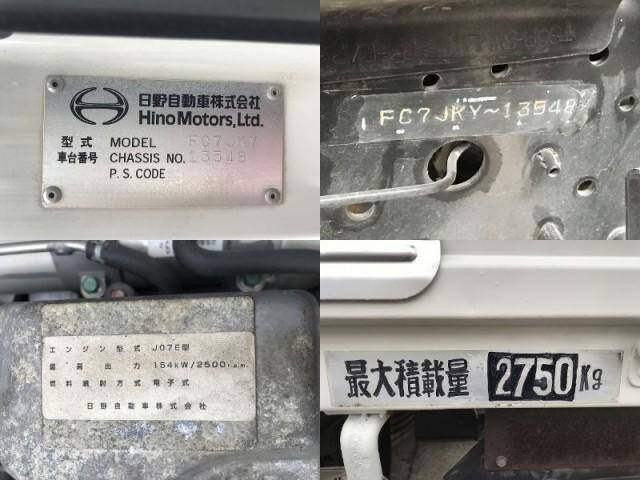 日野自動車株式会社
HinoMotors,Ltd.
型式 MODEL FC7JKY
車台番号 CHASSIS NO. 13548
P.S.CODE
FC7JKY~13548
エンジン型式 J07E型
最高出力 154kW/2500r.p.m.
燃料噴射方式 電子式
日野自動車株式会社
最大積載量 2750Kg